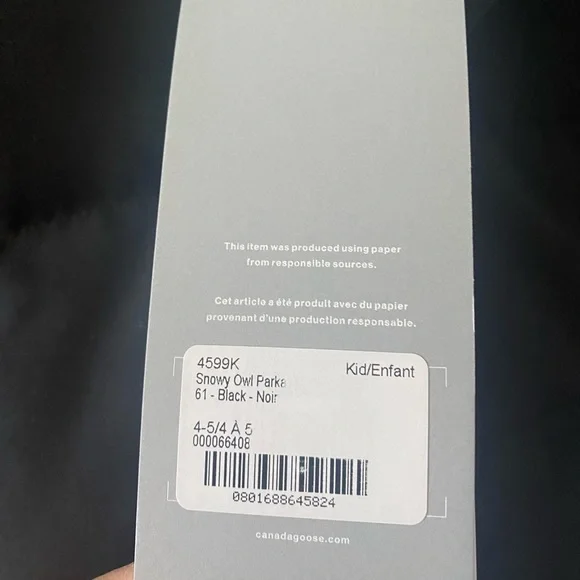 This item was produced using paper
from responsible sources.
Cet article a été produit avec du papier
provenant d'une production responsable.
4599K Kid/Enfant
Snowy Owl Parka
61 - Black - Noir
4-5/4 À 5
000066408
0801688645824
canadagoose.com